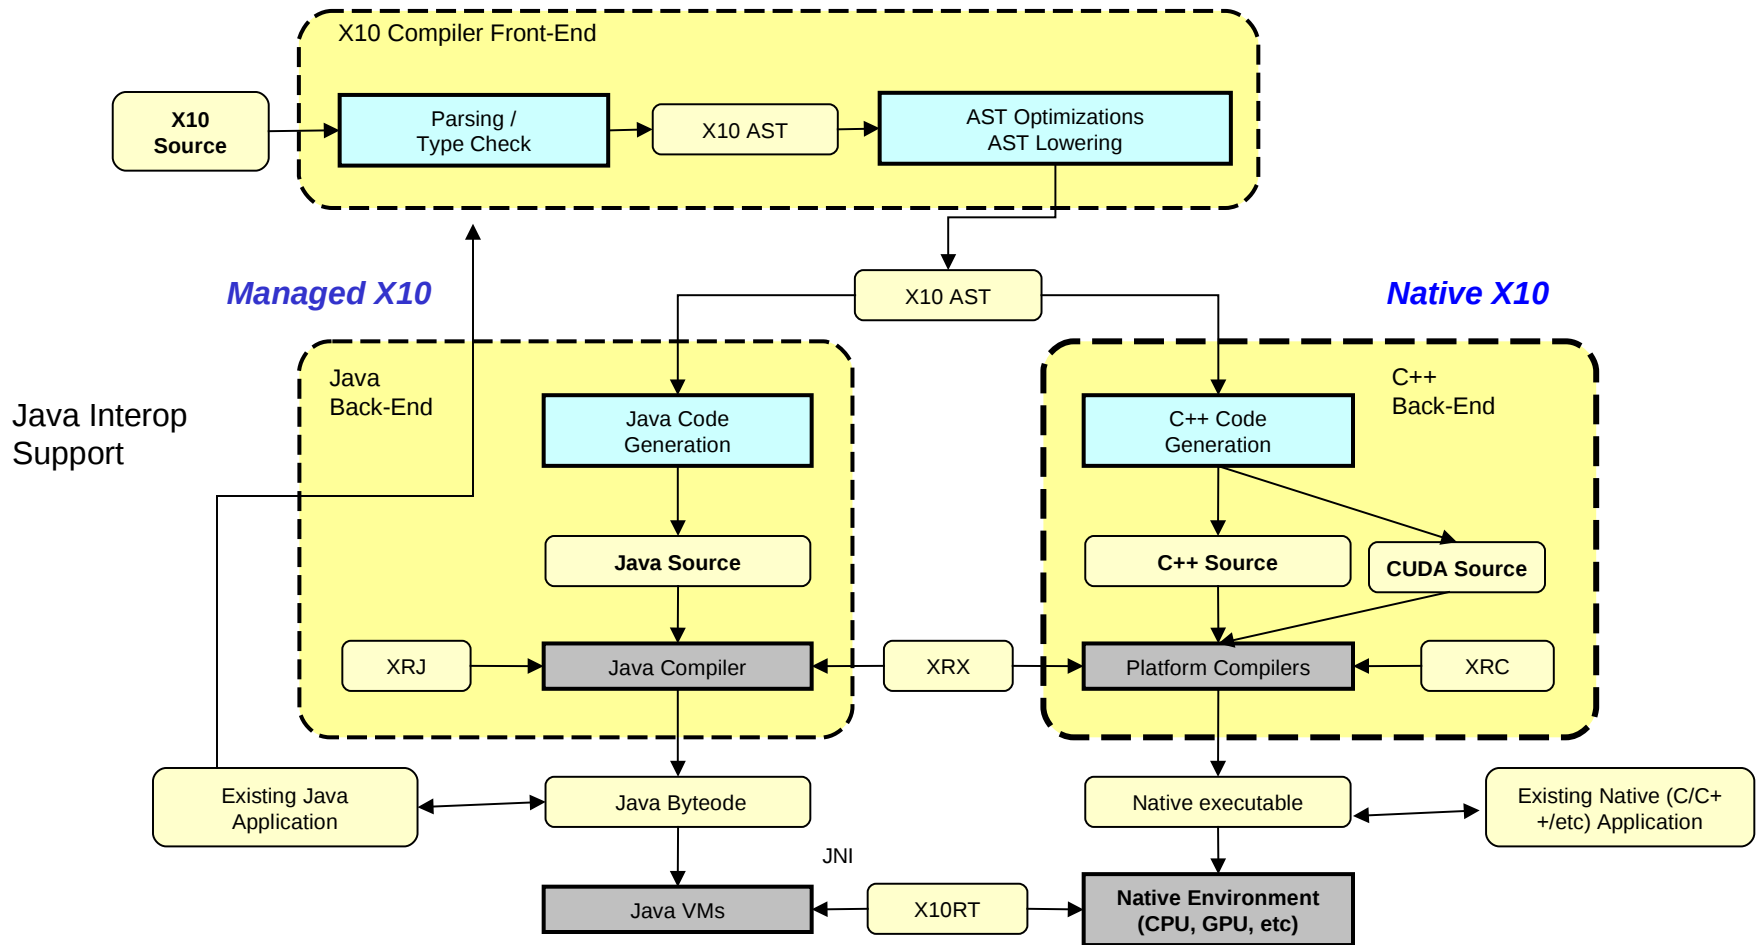 X10 Compiler Front-End
X10
Source
Parsing /
Type Check
X10 AST
AST Optimizations
AST Lowering
Managed X10
X10 AST
Native X10
Java Interop
Support
Java
Back-End
Java Code
Generation
C++ Code
Generation
C++
Back-End
Java Source
C++ Source
CUDA Source
XRJ
Java Compiler
XRX
Platform Compilers
XRC
Existing Java
Application
Java Byteode
Native executable
Existing Native (C/C+
+/etc) Application
JNI
Java VMs
X10RT
Native Environment
(CPU, GPU, etc)